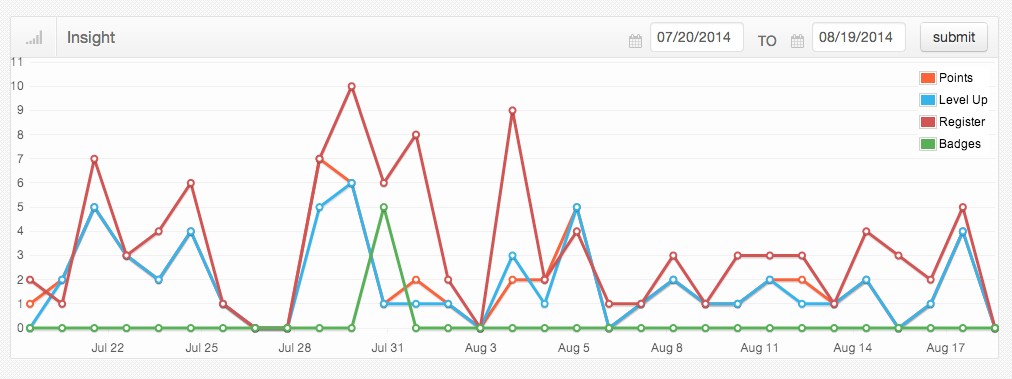 Insight 07/20/2014 TO 08/19/2014 submit
11
10
9
8
7
6
5
4
3
2
1
0
Points
Level Up
Register
Badges
Jul 22 Jul 25 Jul 28 Jul 31 Aug 3 Aug 5 Aug 8 Aug 11 Aug 14 Aug 17